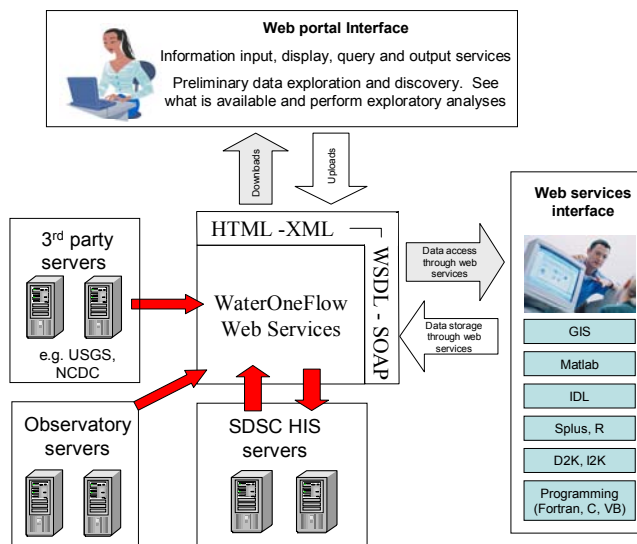 Web portal Interface
Information input, display, query and output services
Preliminary data exploration and discovery. See
what is available and perform exploratory analyses
Downloads
Uploads
3rd party
servers
e.g. USGS,
NCDC
HTML -XML
WSDL - SOAP
WaterOneFlow
Web Services
Data access
through web
services
Data storage
through web
services
Observatory
servers
SDSC HIS
servers
Web services
interface
GIS
Matlab
IDL
Splus, R
D2K, I2K
Programming
(Fortran, C, VB)